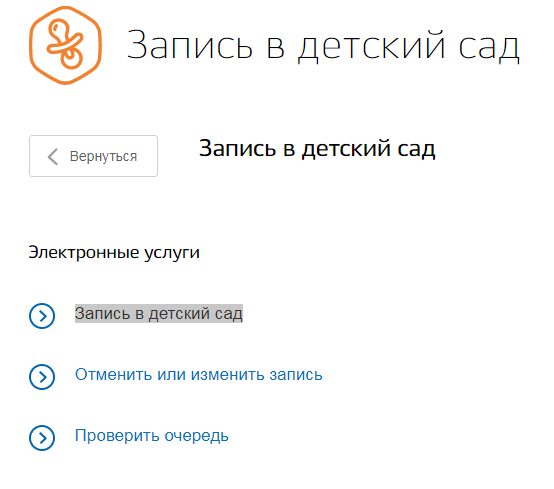 Запись в детский сад
Вернуться
Запись в детский сад
Электронные услуги
Запись в детский сад
Отменить или изменить запись
Проверить очередь